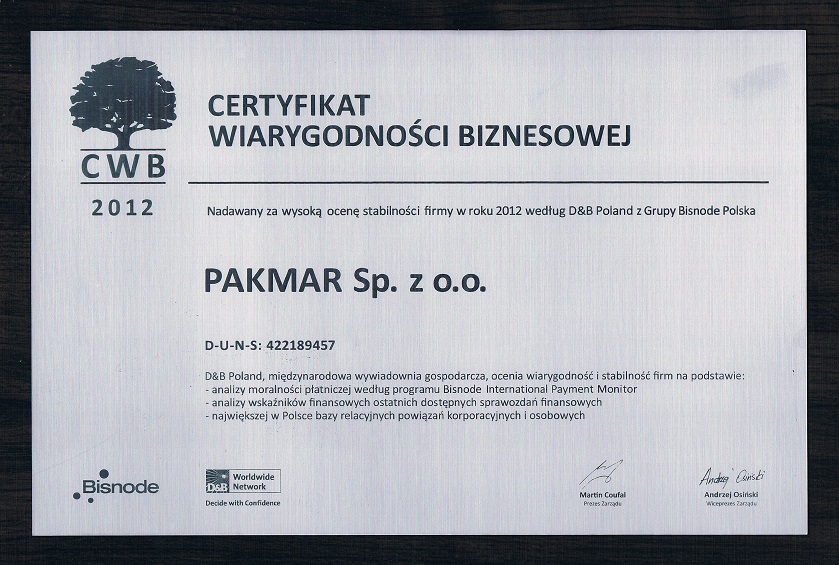 CERTYFIKAT
WIARYGODNOŚCI BIZNESOWEJ
CWB
2012
Nadawany za wysoką ocenę stabilności firmy w roku 2012 według D&B Poland z Grupy Bisnode Polska
PAKMAR Sp. z o.o.
D-U-N-S: 422189457
D&B Poland, międzynarodowa wywiadownia gospodarcza, ocenia wiarygodność i stabilność firm na podstawie:
- analizy moralności płatniczej według programu Bisnode International Payment Monitor
- analizy wskaźników finansowych ostatnich dostępnych sprawozdań finansowych
- największej w Polsce bazy relacyjnych powiązań korporacyjnych i osobowych
Bisnode
D&B Worldwide
Network
Decide with Confidence
Andrzej Osiński
Martin Coufal
Prezes Zarządu
Andrzej Osiński
Wiceprezes Zarządu